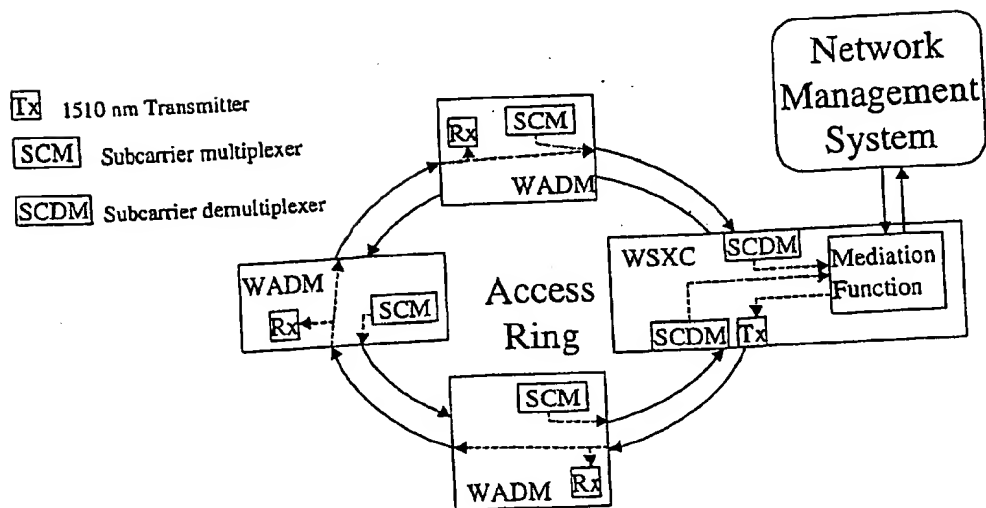 Network
Management
System
Tx 1510 nm Transmitter
SCM Subcarrier multiplexer
SCDM Subcarrier demultiplexer
Rx
SCM
WADM
WADM
Rx
SCM
Access
Ring
WSXC
SCDM
Mediation
Function
SCDM
Tx
SCM
WADM
Rx